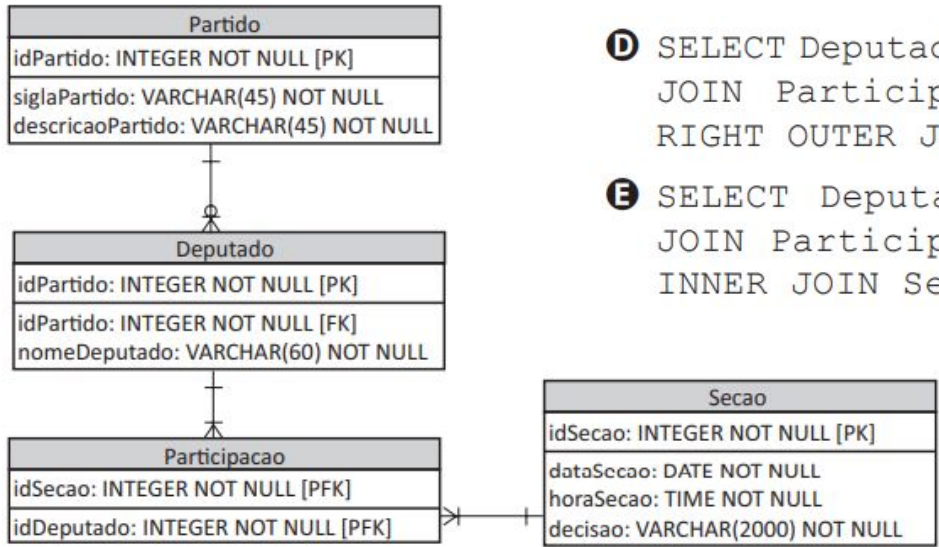 Partido
idPartido: INTEGER NOT NULL [PK]
siglaPartido: VARCHAR(45) NOT NULL
descricaoPartido: VARCHAR(45) NOT NULL
Deputado
idPartido: INTEGER NOT NULL [PK]
idPartido: INTEGER NOT NULL [FK]
nomeDeputado: VARCHAR(60) NOT NULL
Participacao
idSecao: INTEGER NOT NULL [PFK]
idDeputado: INTEGER NOT NULL [PFK]
Secao
idSecao: INTEGER NOT NULL [PK]
dataSecao: DATE NOT NULL
horaSecao: TIME NOT NULL
decisao: VARCHAR(2000) NOT NULL
D SELECT Deputad
JOIN Particip
RIGHT OUTER J
E SELECT Deputa
JOIN Particip
INNER JOIN Se